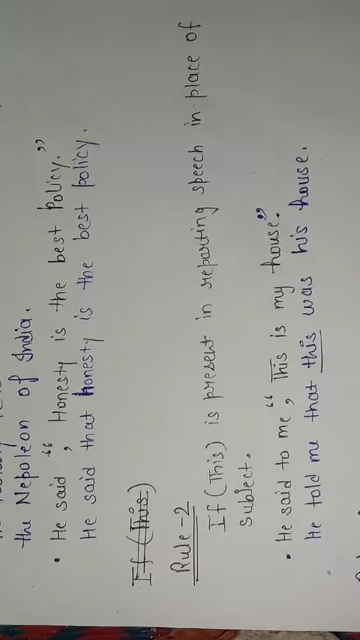 the Nepoleon of India.
• He said, "Honesty is the best Policy."
He said that honesty is the best policy.
If (This)
Rule-2
If (This) is present in reporting speech in place of
subject.
• He said to me, "This is my house."
He told me that this was his house.